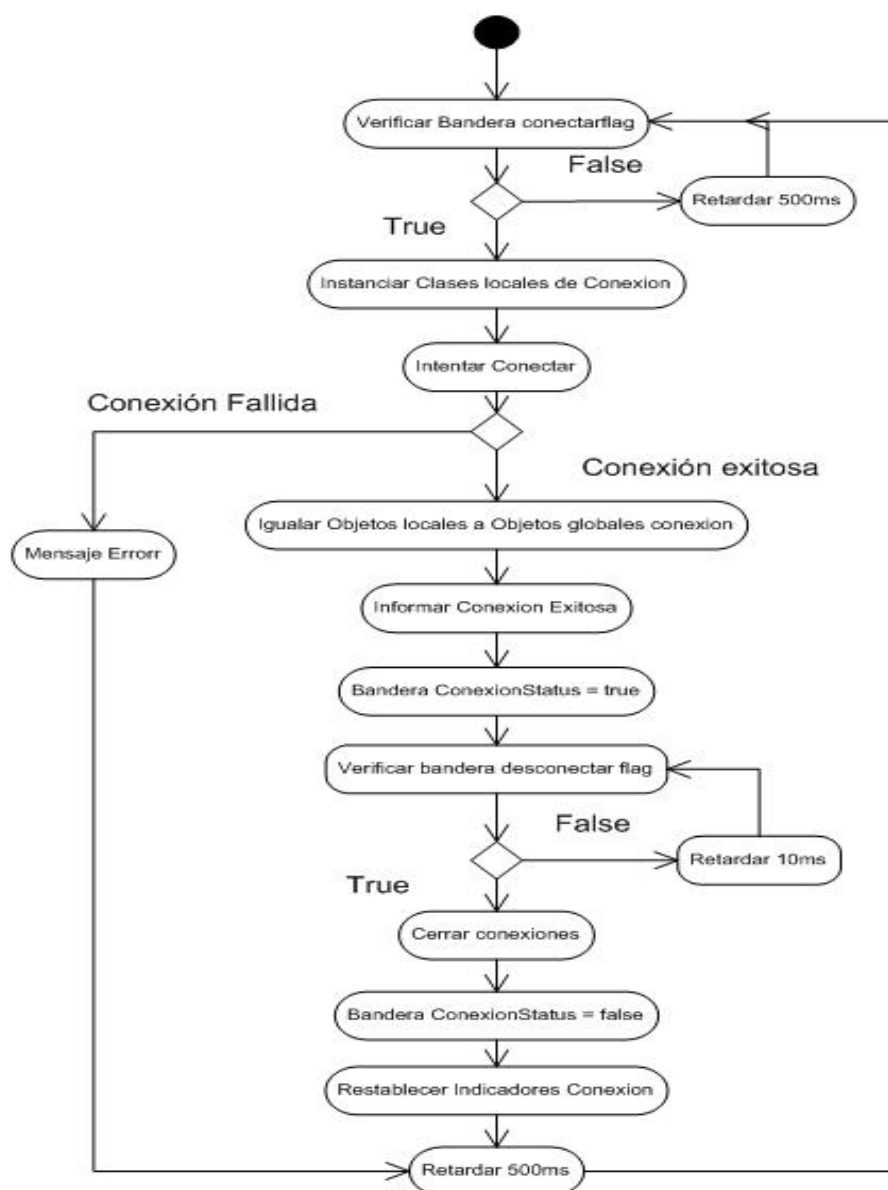 Verificar Bandera conectarflag
False
Retardar 500ms
True
Instanciar Clases locales de Conexion
Intentar Conectar
Conexión Fallida
Conexión exitosa
Igualar Objetos locales a Objetos globales conexion
Mensaje Errorr
Informar Conexion Exitosa
Bandera ConexionStatus = true
Verificar bandera desconectar flag
False
Retardar 10ms
True
Cerrar conexiones
Bandera ConexionStatus = false
Restablecer Indicadores Conexion
Retardar 500ms